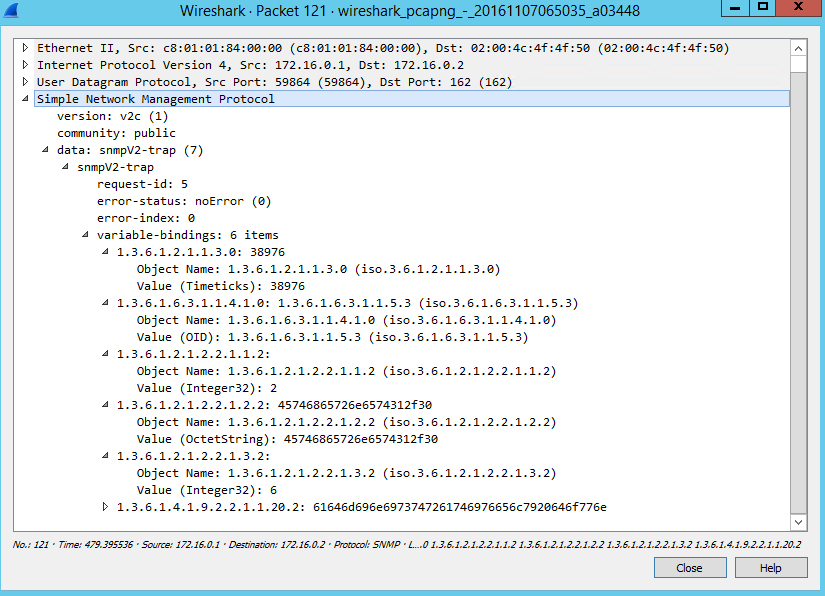 Wireshark · Packet 121 · wireshark_pcapng_-_20161107065035_a03448
Ethernet II, Src: c8:01:01:84:00:00 (c8:01:01:84:00:00), Dst: 02:00:4c:4f:4f:50 (02:00:4c:4f:4f:50)
Internet Protocol Version 4, Src: 172.16.0.1, Dst: 172.16.0.2
User Datagram Protocol, Src Port: 59864 (59864), Dst Port: 162 (162)
Simple Network Management Protocol
version: v2c (1)
community: public
data: snmpV2-trap (7)
snmpV2-trap
request-id: 5
error-status: noError (0)
error-index: 0
variable-bindings: 6 items
1.3.6.1.2.1.1.3.0: 38976
Object Name: 1.3.6.1.2.1.1.3.0 (iso.3.6.1.2.1.1.3.0)
Value (Timeticks): 38976
1.3.6.1.6.3.1.1.4.1.0: 1.3.6.1.6.3.1.1.5.3 (iso.3.6.1.6.3.1.1.5.3)
Object Name: 1.3.6.1.6.3.1.1.4.1.0 (iso.3.6.1.6.3.1.1.4.1.0)
Value (OID): 1.3.6.1.6.3.1.1.5.3 (iso.3.6.1.6.3.1.1.5.3)
1.3.6.1.2.1.2.2.1.1.2:
Object Name: 1.3.6.1.2.1.2.2.1.1.2 (iso.3.6.1.2.1.2.2.1.1.2)
Value (Integer32): 2
1.3.6.1.2.1.2.2.1.2.2: 45746865726e6574312f30
Object Name: 1.3.6.1.2.1.2.2.1.2.2 (iso.3.6.1.2.1.2.2.1.2.2)
Value (OctetString): 45746865726e6574312f30
1.3.6.1.2.1.2.2.1.3.2:
Object Name: 1.3.6.1.2.1.2.2.1.3.2 (iso.3.6.1.2.1.2.2.1.3.2)
Value (Integer32): 6
1.3.6.1.4.1.9.2.2.1.1.20.2: 61646d696e6973747261746976656c7920646f776e
No.: 121 · Time: 479.395536 · Source: 172.16.0.1 · Destination: 172.16.0.2 · Protocol: SNMP · L...0 1.3.6.1.2.1.2.2.1.1.2 1.3.6.1.2.1.2.2.1.2.2 1.3.6.1.2.1.2.2.1.3.2 1.3.6.1.4.1.9.2.2.1.1.20.2
Close
Help